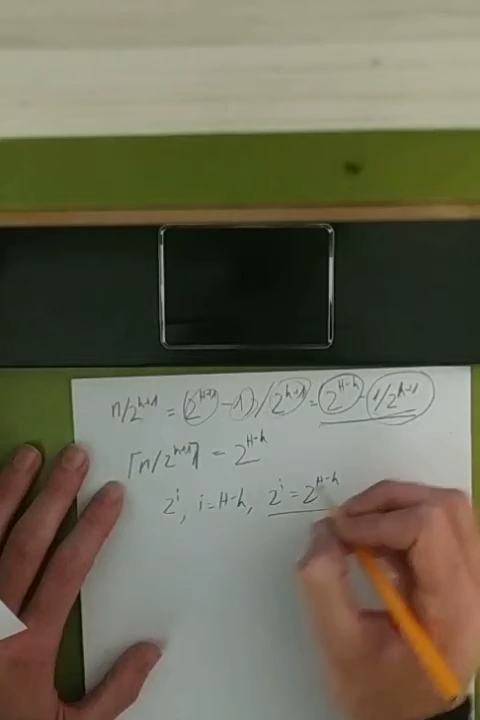 n/2^{h+1} = (2^{H+1} - 1)/2^{h+1} = 2^{H-h} - 1/2^{h+1}
⌈n/2^{h+1}⌉ = 2^{H-h}
2^i, i = H-h, 2^i = 2^{H-h}